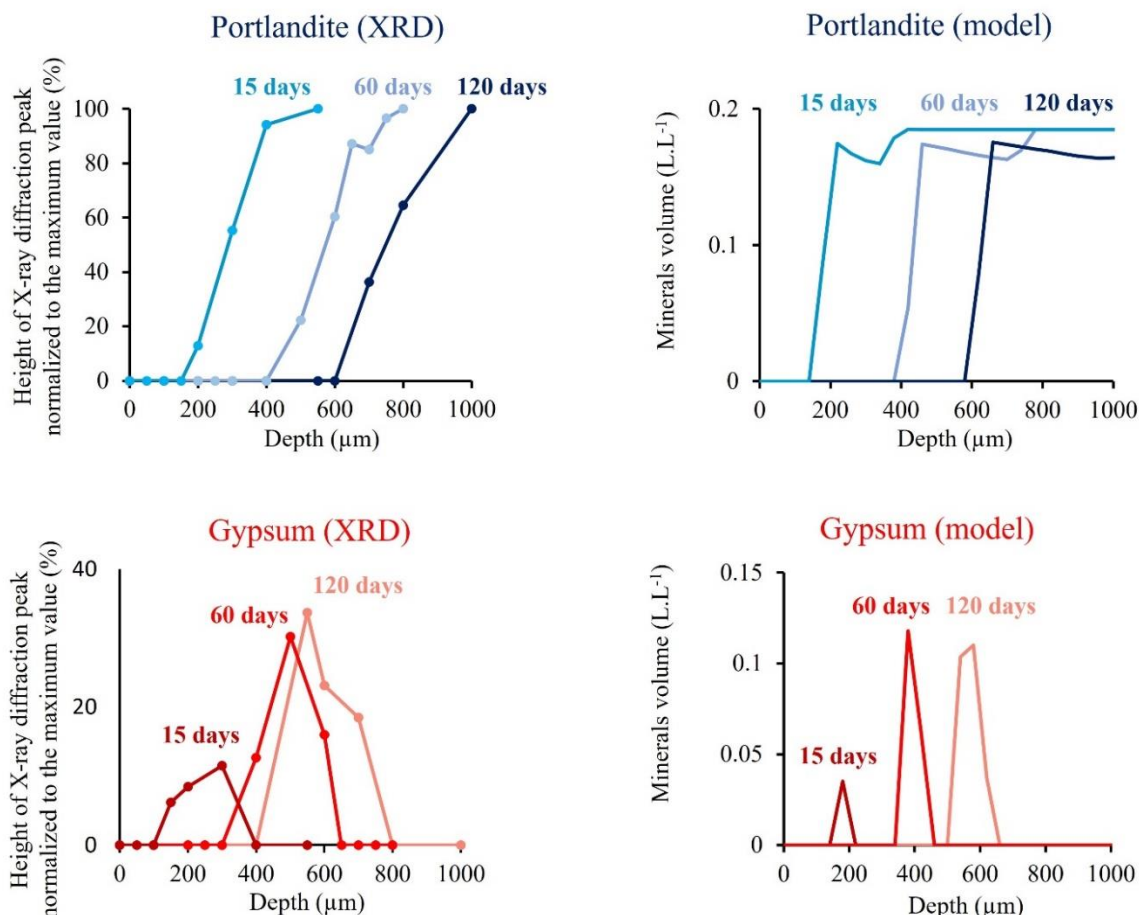 Portlandite (XRD)
Height of X-ray diffraction peak
normalized to the maximum value (%)
15 days
60 days
120 days
100
80
60
40
20
0
0 200 400 600 800 1000
Depth (µm)
Portlandite (model)
Minerals volume (L.L-1)
15 days
60 days
120 days
0.2
0.1
0
0 200 400 600 800 1000
Depth (µm)
Gypsum (XRD)
Height of X-ray diffraction peak
normalized to the maximum value (%)
40
120 days
60 days
20
15 days
0
0 200 400 600 800 1000
Depth (µm)
Gypsum (model)
Minerals volume (L.L-1)
0.15
60 days
120 days
0.1
0.05
15 days
0
0 200 400 600 800 1000
Depth (µm)